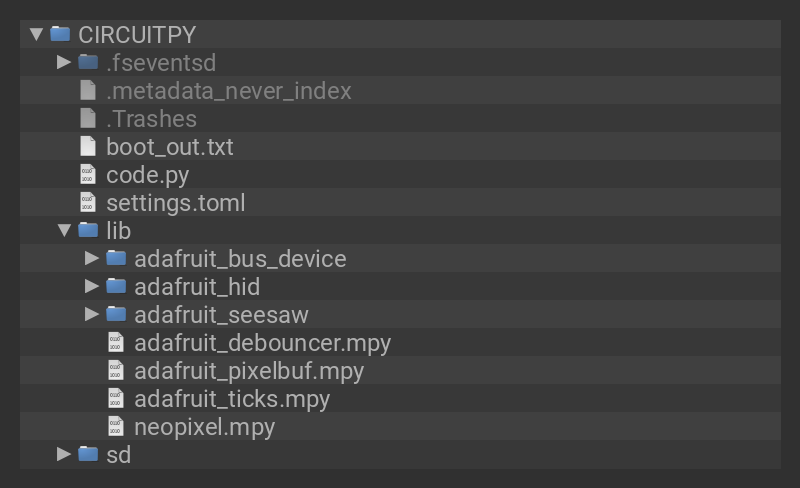 CIRCUITPY
.fseventsd
.metadata_never_index
.Trashes
boot_out.txt
code.py
settings.toml
lib
adafruit_bus_device
adafruit_hid
adafruit_seesaw
adafruit_debouncer.mpy
adafruit_pixelbuf.mpy
adafruit_ticks.mpy
neopixel.mpy
sd